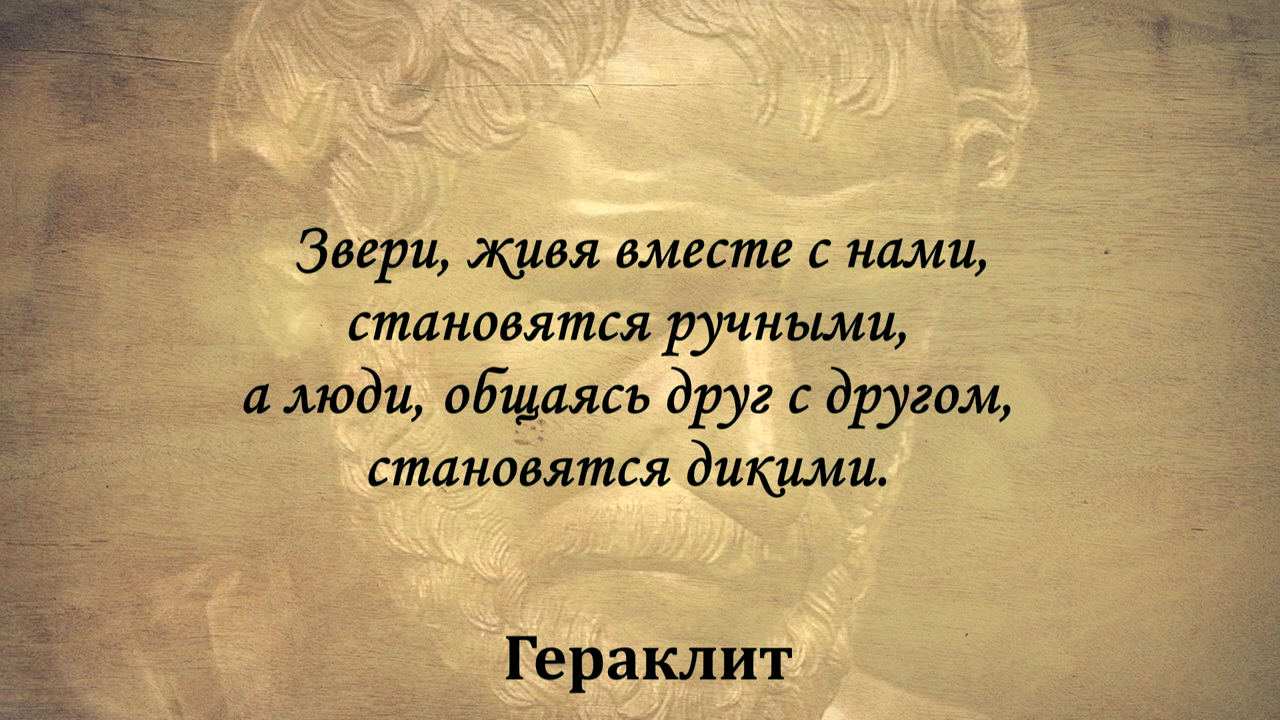 Звери, живя вместе с нами,
становятся ручными,
а люди, общаясь друг с другом,
становятся дикими.
Гераклит